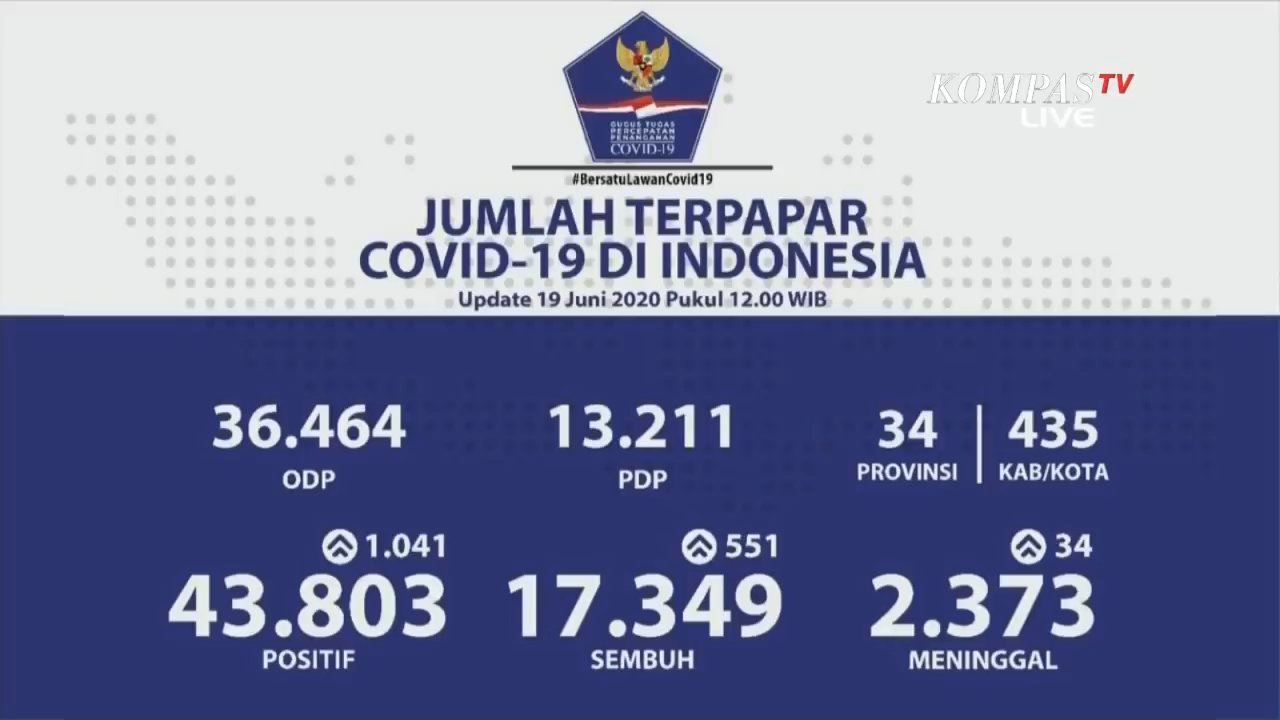 KOMPAS TV
LIVE
GUGUS TUGAS
PERCEPATAN
PENANGANAN
COVID-19
#BersatuLawanCovid19
JUMLAH TERPAPAR
COVID-19 DI INDONESIA
Update 19 Juni 2020 Pukul 12.00 WIB
36.464
ODP
13.211
PDP
34
PROVINSI
435
KAB/KOTA
1.041
43.803
POSITIF
551
17.349
SEMBUH
34
2.373
MENINGGAL